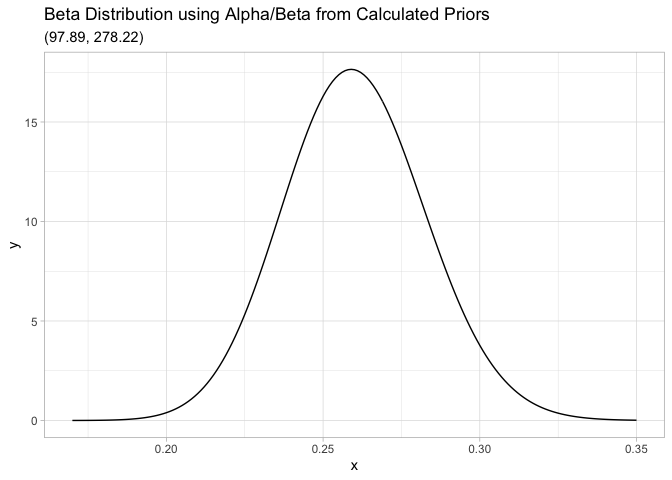 Beta Distribution using Alpha/Beta from Calculated Priors
(97.89, 278.22)
15
10
5
0
y
0.20 0.25 0.30 0.35
x